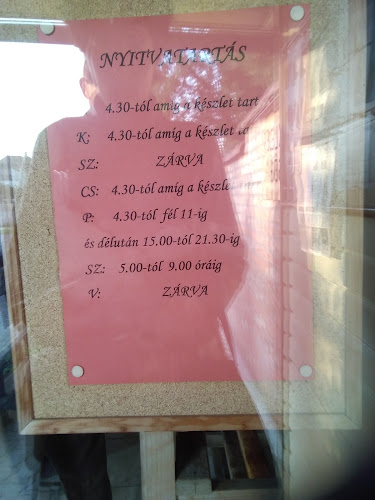 NYITVATARTÁS
4.30-tól amíg a készlet tart
K: 4.30-tól amíg a készlet
SZ: ZÁRVA
CS: 4.30-tól amíg a készle
P: 4.30-tól fél 11-ig
és délután 15.00-tól 21.30-ig
SZ: 5.00-tól 9.00 óráig
V: ZÁRVA